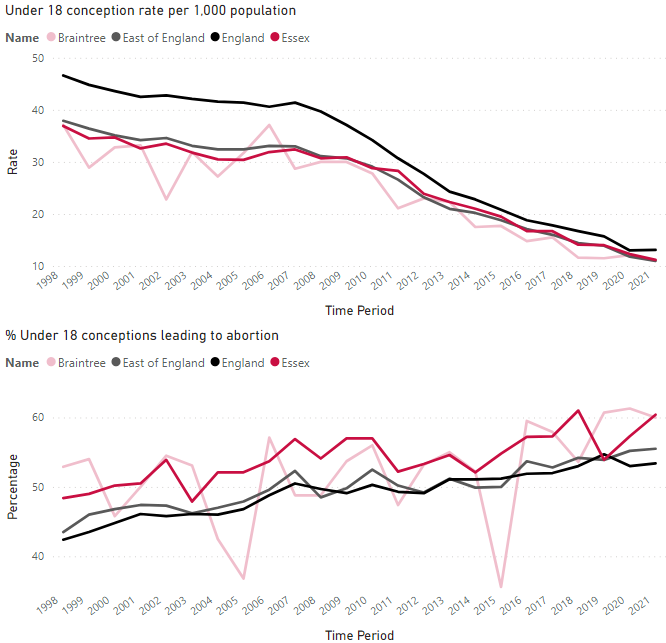 Under 18 conception rate per 1,000 population
Name Braintree East of England England Essex
50
40
30
20
10
Rate
1998 1999 2000 2001 2002 2003 2004 2005 2006 2007 2008 2009 2010 2011 2012 2013 2014 2015 2016 2017 2018 2019 2020 2021
Time Period
% Under 18 conceptions leading to abortion
Name Braintree East of England England Essex
60
50
40
Percentage
1998 1999 2000 2001 2002 2003 2004 2005 2006 2007 2008 2009 2010 2011 2012 2013 2014 2015 2016 2017 2018 2019 2020 2021
Time Period